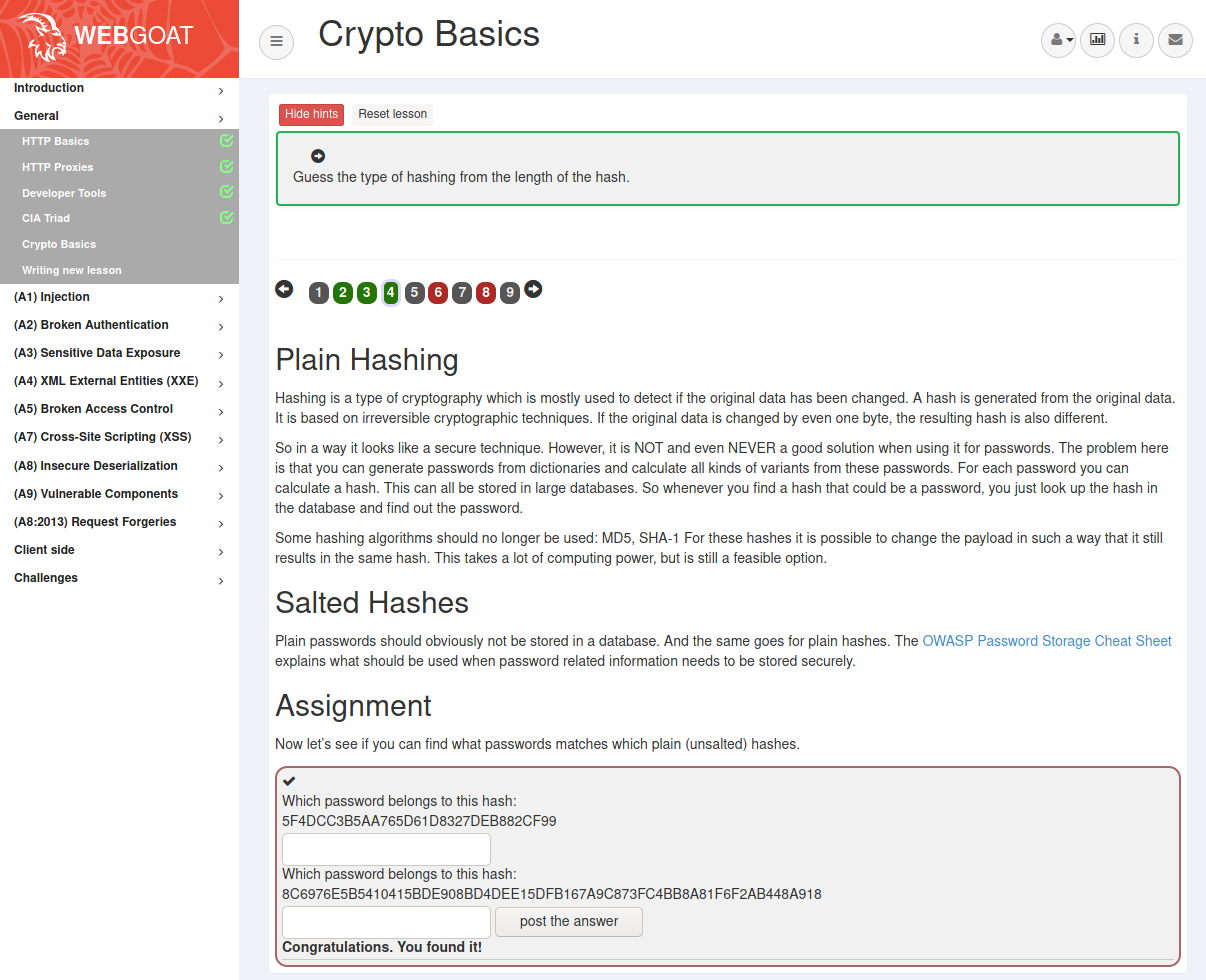 WEBGOAT
Crypto Basics
Introduction
General
HTTP Basics
HTTP Proxies
Developer Tools
CIA Triad
Crypto Basics
Writing new lesson
(A1) Injection
(A2) Broken Authentication
(A3) Sensitive Data Exposure
(A4) XML External Entities (XXE)
(A5) Broken Access Control
(A7) Cross-Site Scripting (XSS)
(A8) Insecure Deserialization
(A9) Vulnerable Components
(A8:2013) Request Forgeries
Client side
Challenges
Hide hints Reset lesson
Guess the type of hashing from the length of the hash.
1 2 3 4 5 6 7 8 9
Plain Hashing
Hashing is a type of cryptography which is mostly used to detect if the original data has been changed. A hash is generated from the original data.
It is based on irreversible cryptographic techniques. If the original data is changed by even one byte, the resulting hash is also different.
So in a way it looks like a secure technique. However, it is NOT and even NEVER a good solution when using it for passwords. The problem here
is that you can generate passwords from dictionaries and calculate all kinds of variants from these passwords. For each password you can
calculate a hash. This can all be stored in large databases. So whenever you find a hash that could be a password, you just look up the hash in
the database and find out the password.
Some hashing algorithms should no longer be used: MD5, SHA-1 For these hashes it is possible to change the payload in such a way that it still
results in the same hash. This takes a lot of computing power, but is still a feasible option.
Salted Hashes
Plain passwords should obviously not be stored in a database. And the same goes for plain hashes. The OWASP Password Storage Cheat Sheet
explains what should be used when password related information needs to be stored securely.
Assignment
Now let's see if you can find what passwords matches which plain (unsalted) hashes.
Which password belongs to this hash:
5F4DCC3B5AA765D61D8327DEB882CF99
Which password belongs to this hash:
8C6976E5B5410415BDE908BD4DEE15DFB167A9C873FC4BB8A81F6F2AB448A918
post the answer
Congratulations. You found it!